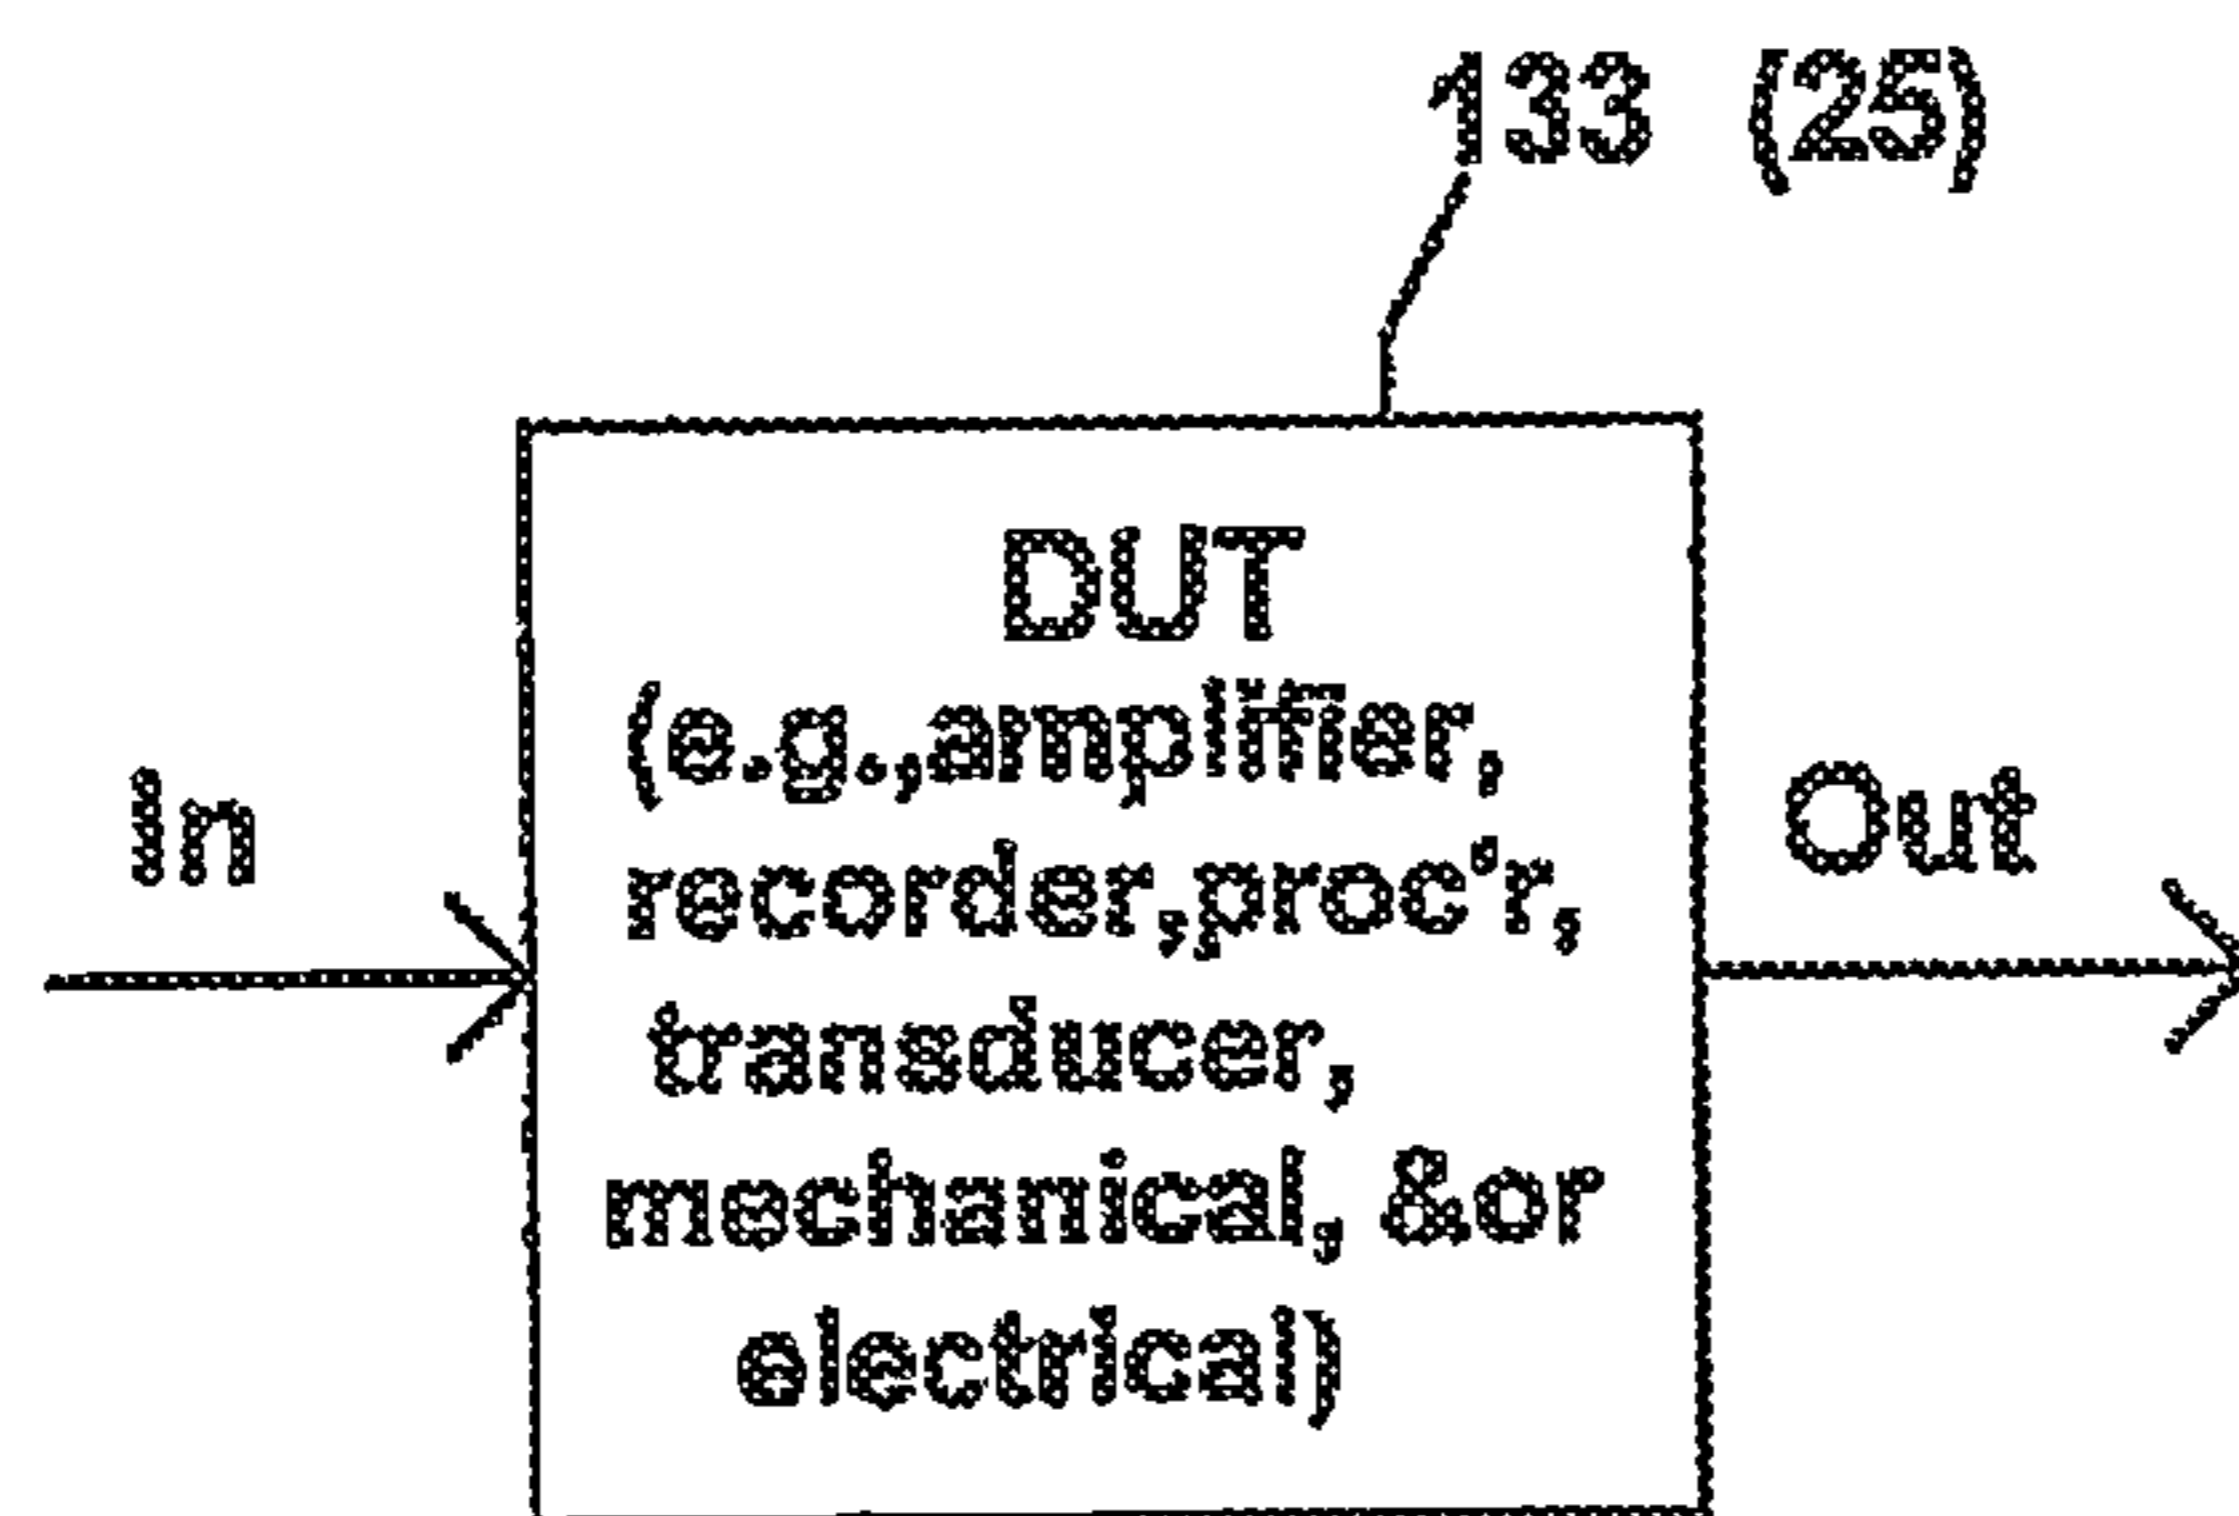 133 (25)
DUT
(e.g.,amplifier,
In
Out
recorder,proc'r,
transducer,
mechanical, &or
electrical)